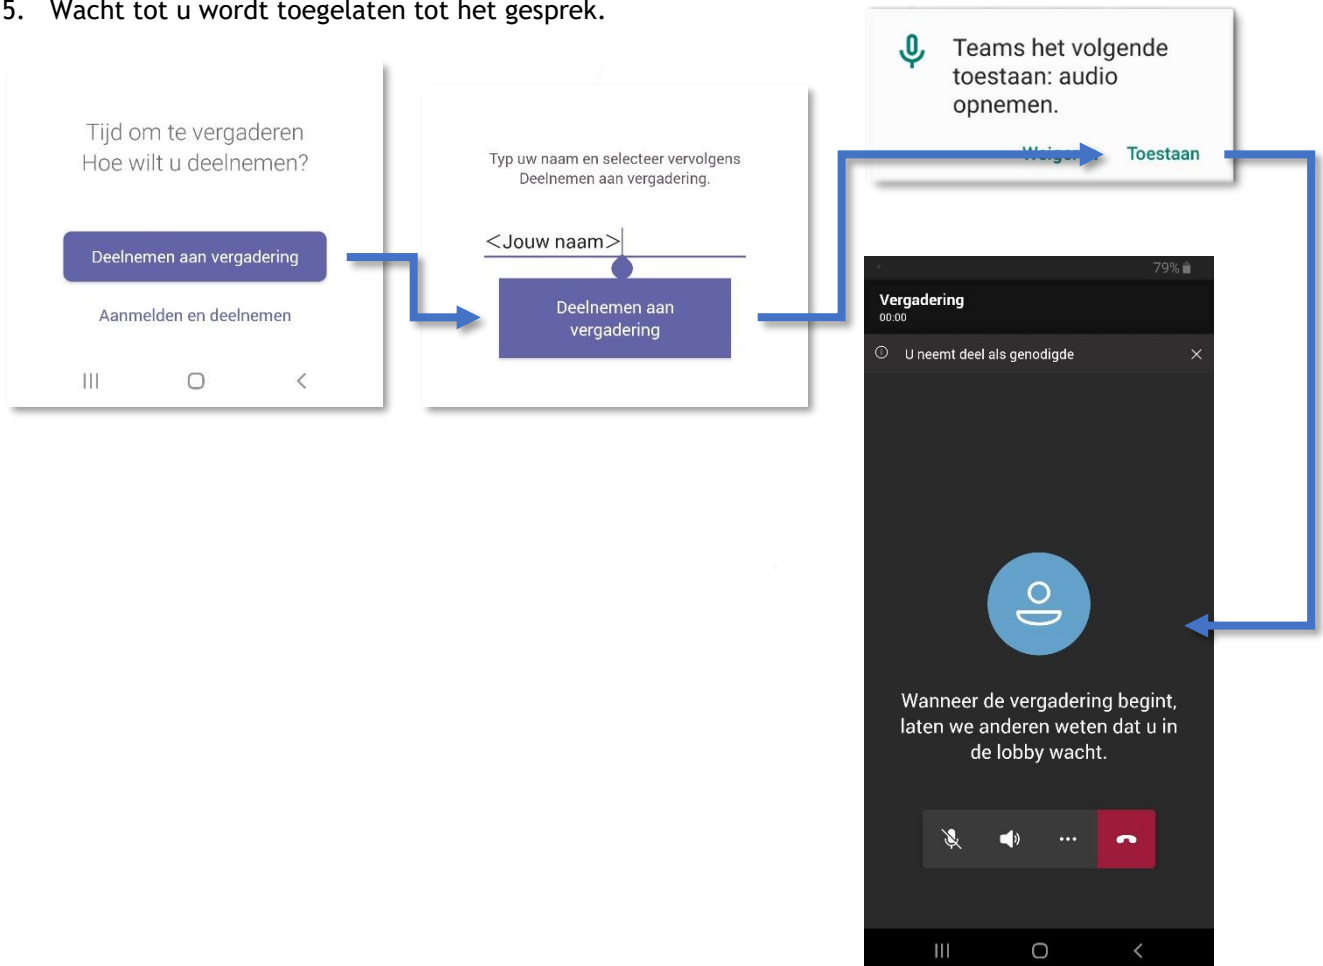 5. Wacht tot u wordt toegelaten tot het gesprek.
Tijd om te vergaderen
Hoe wilt u deelnemen?
Deelnemen aan vergadering
Aanmelden en deelnemen
Typ uw naam en selecteer vervolgens
Deelnemen aan vergadering.
<Jouw naam>
Deelnemen aan
vergadering
Teams het volgende
toestaan: audio
opnemen.
Toestaan
79%
Vergadering
00:00
U neemt deel als genodigde
Wanneer de vergadering begint,
laten we anderen weten dat u in
de lobby wacht.